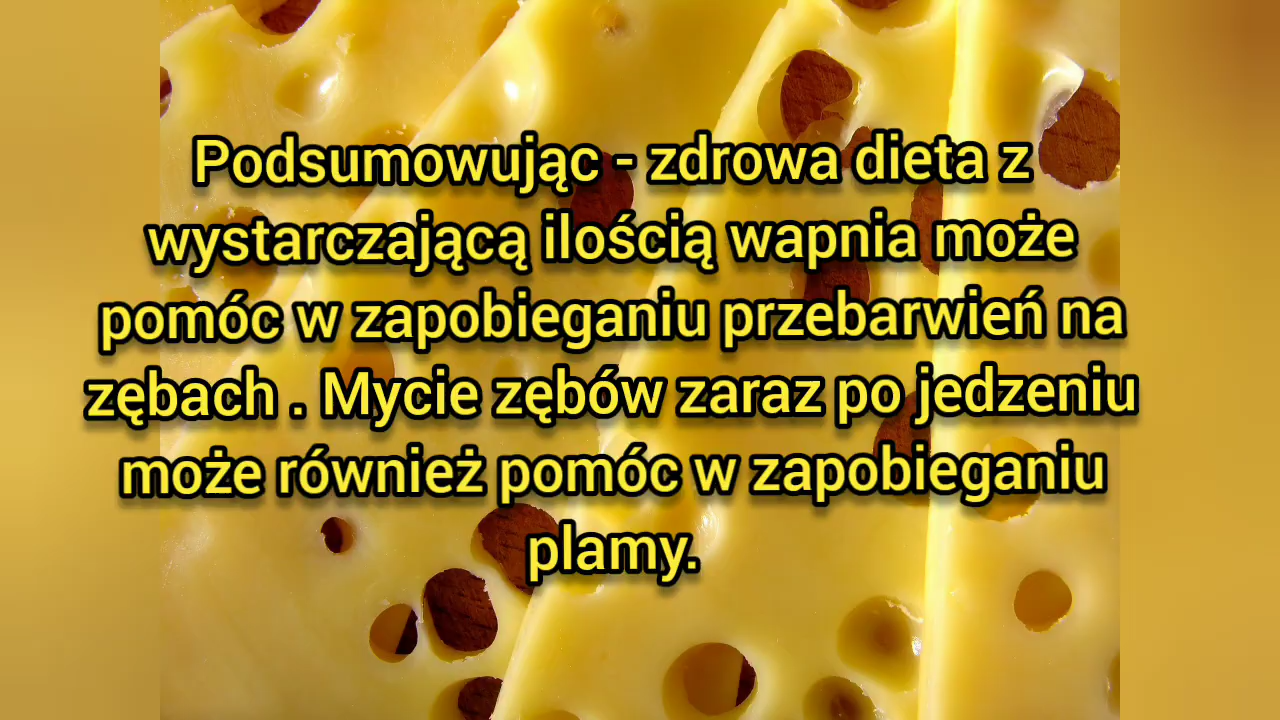 Podsumowując - zdrowa dieta z
wystarczającą ilością wapnia może
pomóc w zapobieganiu przebarwień na
zębach . Mycie zębów zaraz po jedzeniu
może również pomóc w zapobieganiu
plamy.